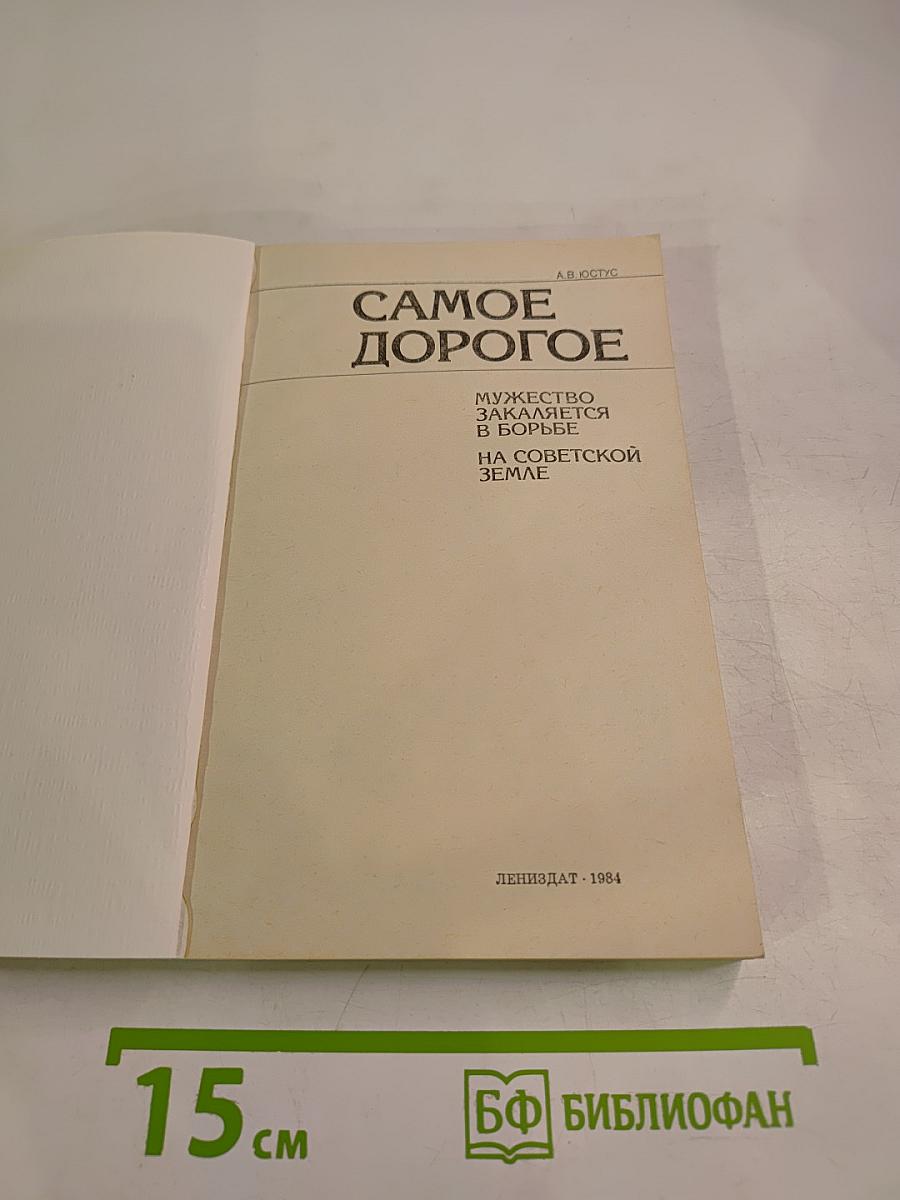 А.В. ЮСТУС
САМОЕ
ДОРОГОЕ
МУЖЕСТВО
ЗАКАЛЯЕТСЯ
В БОРЬБЕ
НА СОВЕТСКОЙ
ЗЕМЛЕ
ЛЕНИЗДАТ · 1984
15 см
БФ БИБЛИОФАН